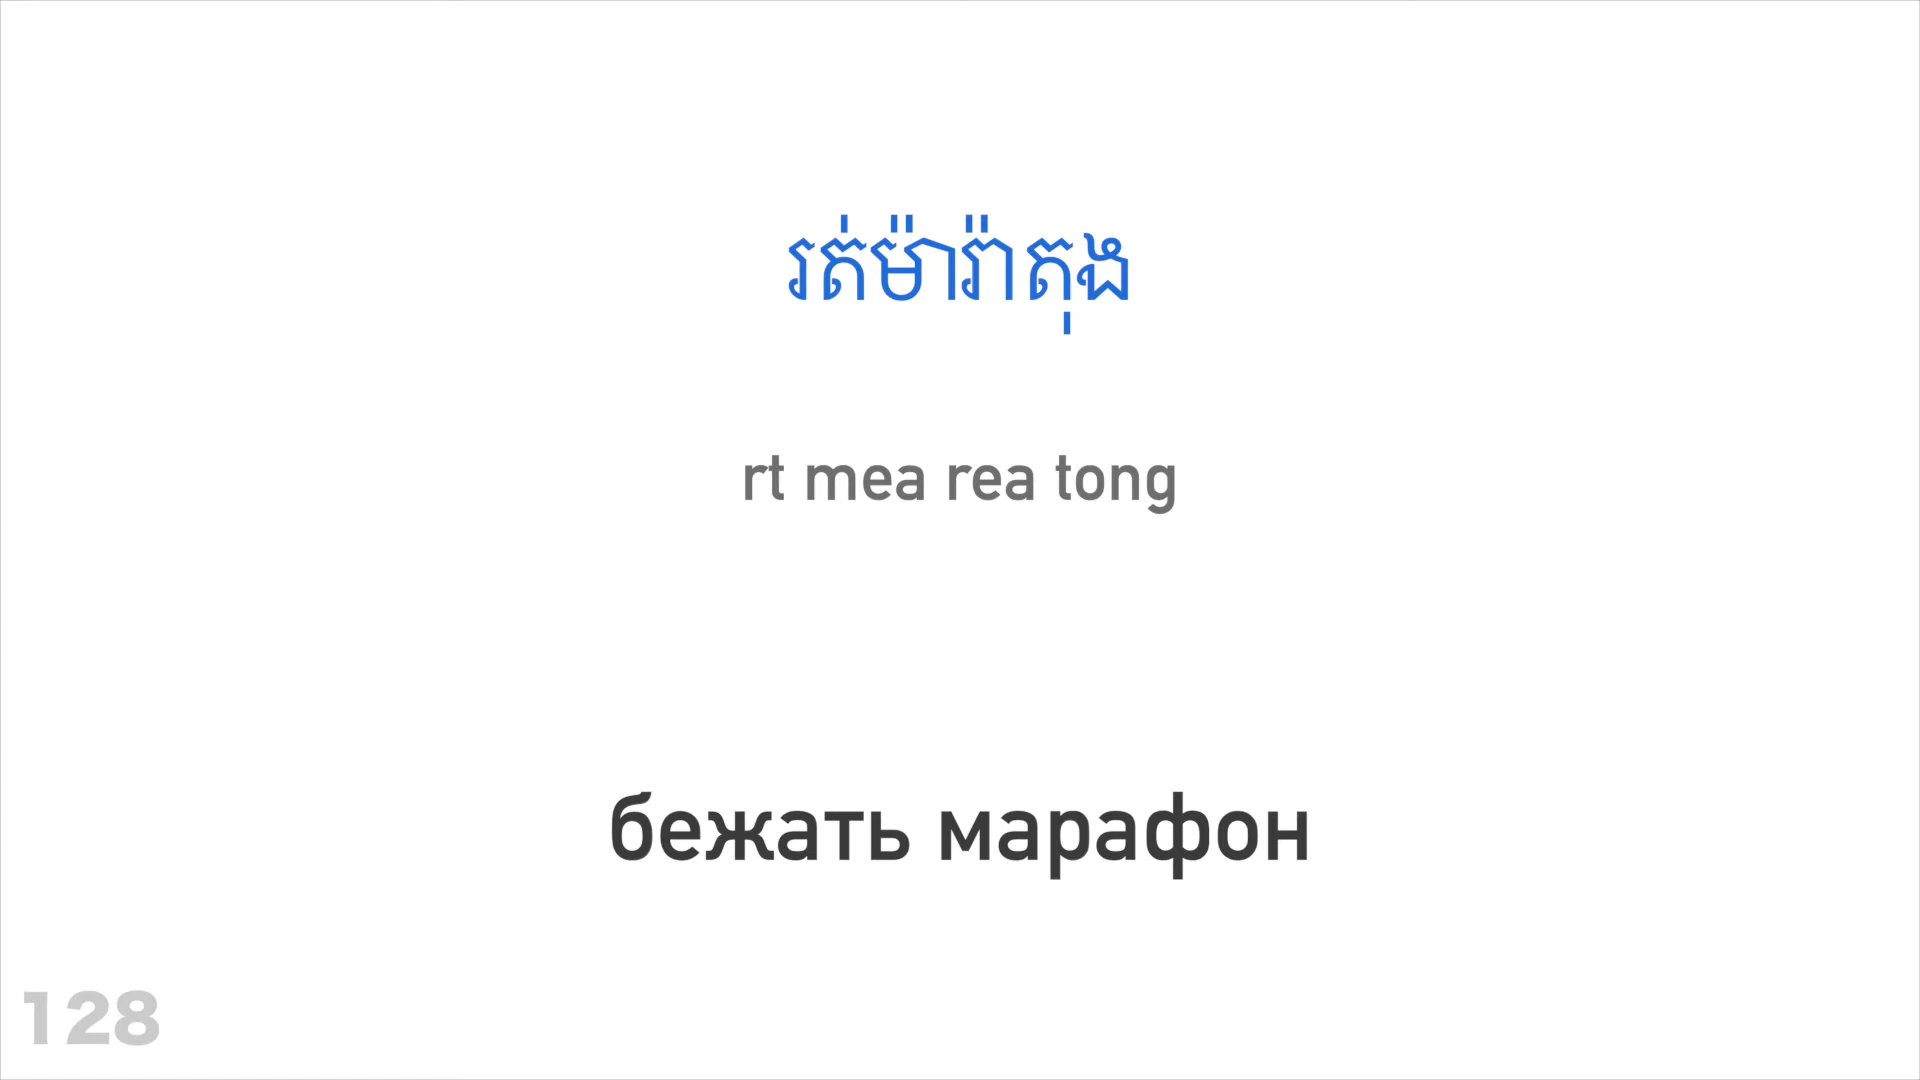 រត់ម៉ារ៉ាតុង
rt mea rea tong
бежать марафон
128